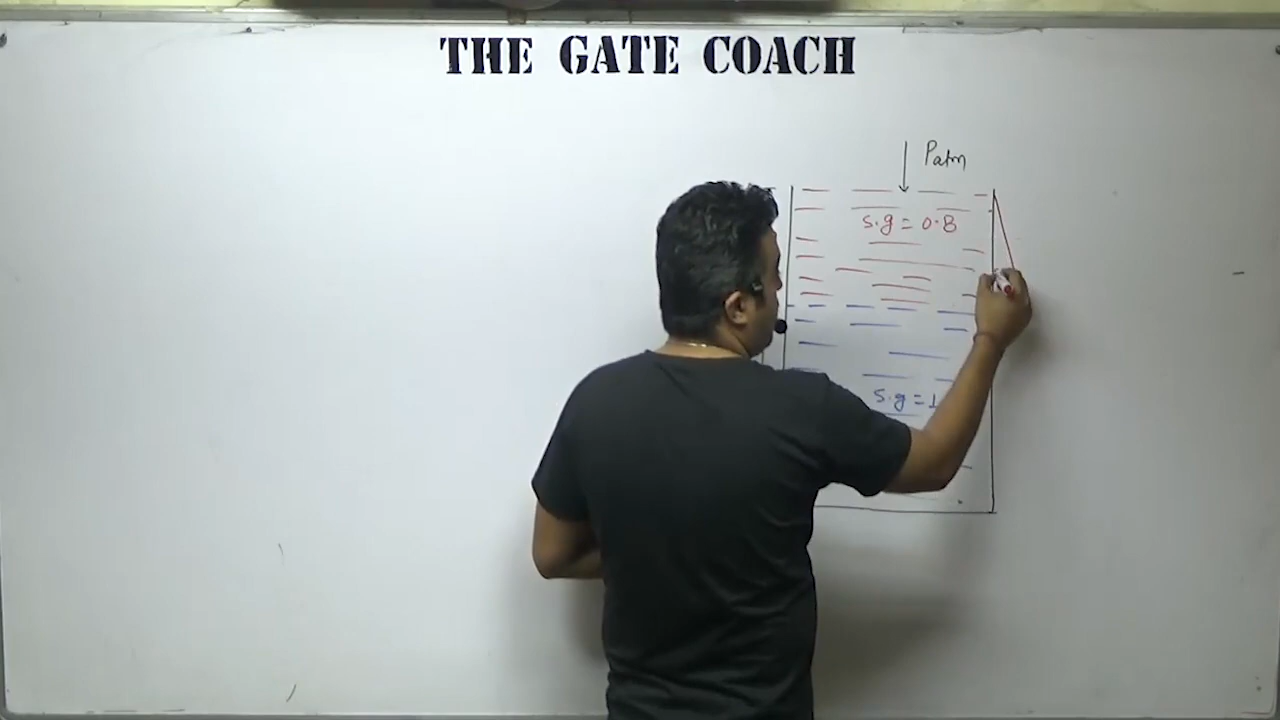 THE GATE COACH
Patm
S.g = 0.8
S.g = 1